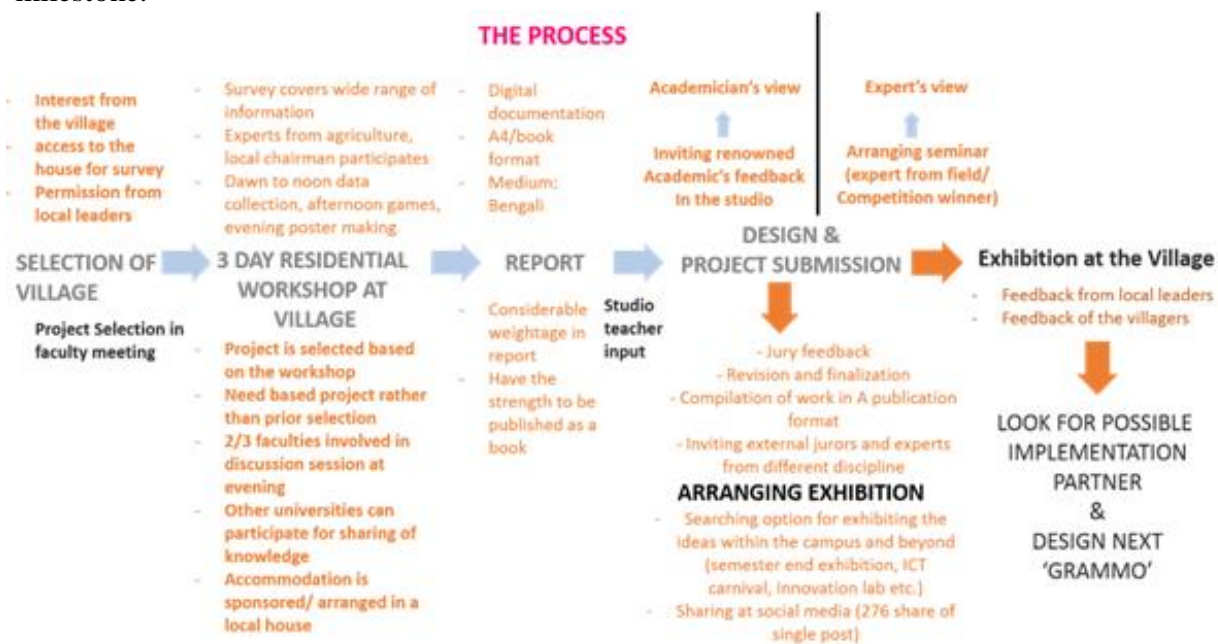 milestone.
THE PROCESS
- Interest from
the village
- access to the
house for survey
- Permission from
local leaders
- Survey covers wide range of
information
- Experts from agriculture,
local chairman participates
- Dawn to noon data
collection, afternoon games,
evening poster making
- Digital
documentation
- A4/book
format
- Medium:
Bengali
Academician's view
Inviting renowned
Academic's feedback
In the studio
Expert's view
Arranging seminar
(expert from field/
Competition winner)
SELECTION OF
VILLAGE
Project Selection in
faculty meeting
3 DAY RESIDENTIAL
WORKSHOP AT
VILLAGE
- Project is selected based
on the workshop
- Need based project rather
than prior selection
- 2/3 faculties involved in
discussion session at
evening
- Other universities can
participate for sharing of
knowledge
- Accommodation is
sponsored/ arranged in a
local house
REPORT
- Considerable
weightage in
report
- Have the
strength to be
published as a
book
Studio
teacher
input
DESIGN &
PROJECT SUBMISSION
- Jury feedback
- Revision and finalization
- Compilation of work in A publication
format
- Inviting external jurors and experts
from different discipline
ARRANGING EXHIBITION
- Searching option for exhibiting the
ideas within the campus and beyond
(semester end exhibition, ICT
carnival, Innovation lab etc.)
- Sharing at social media (276 share of
single post)
Exhibition at the Village
- Feedback from local leaders
- Feedback of the villagers
LOOK FOR POSSIBLE
IMPLEMENTATION
PARTNER
&
DESIGN NEXT
'GRAMMO'